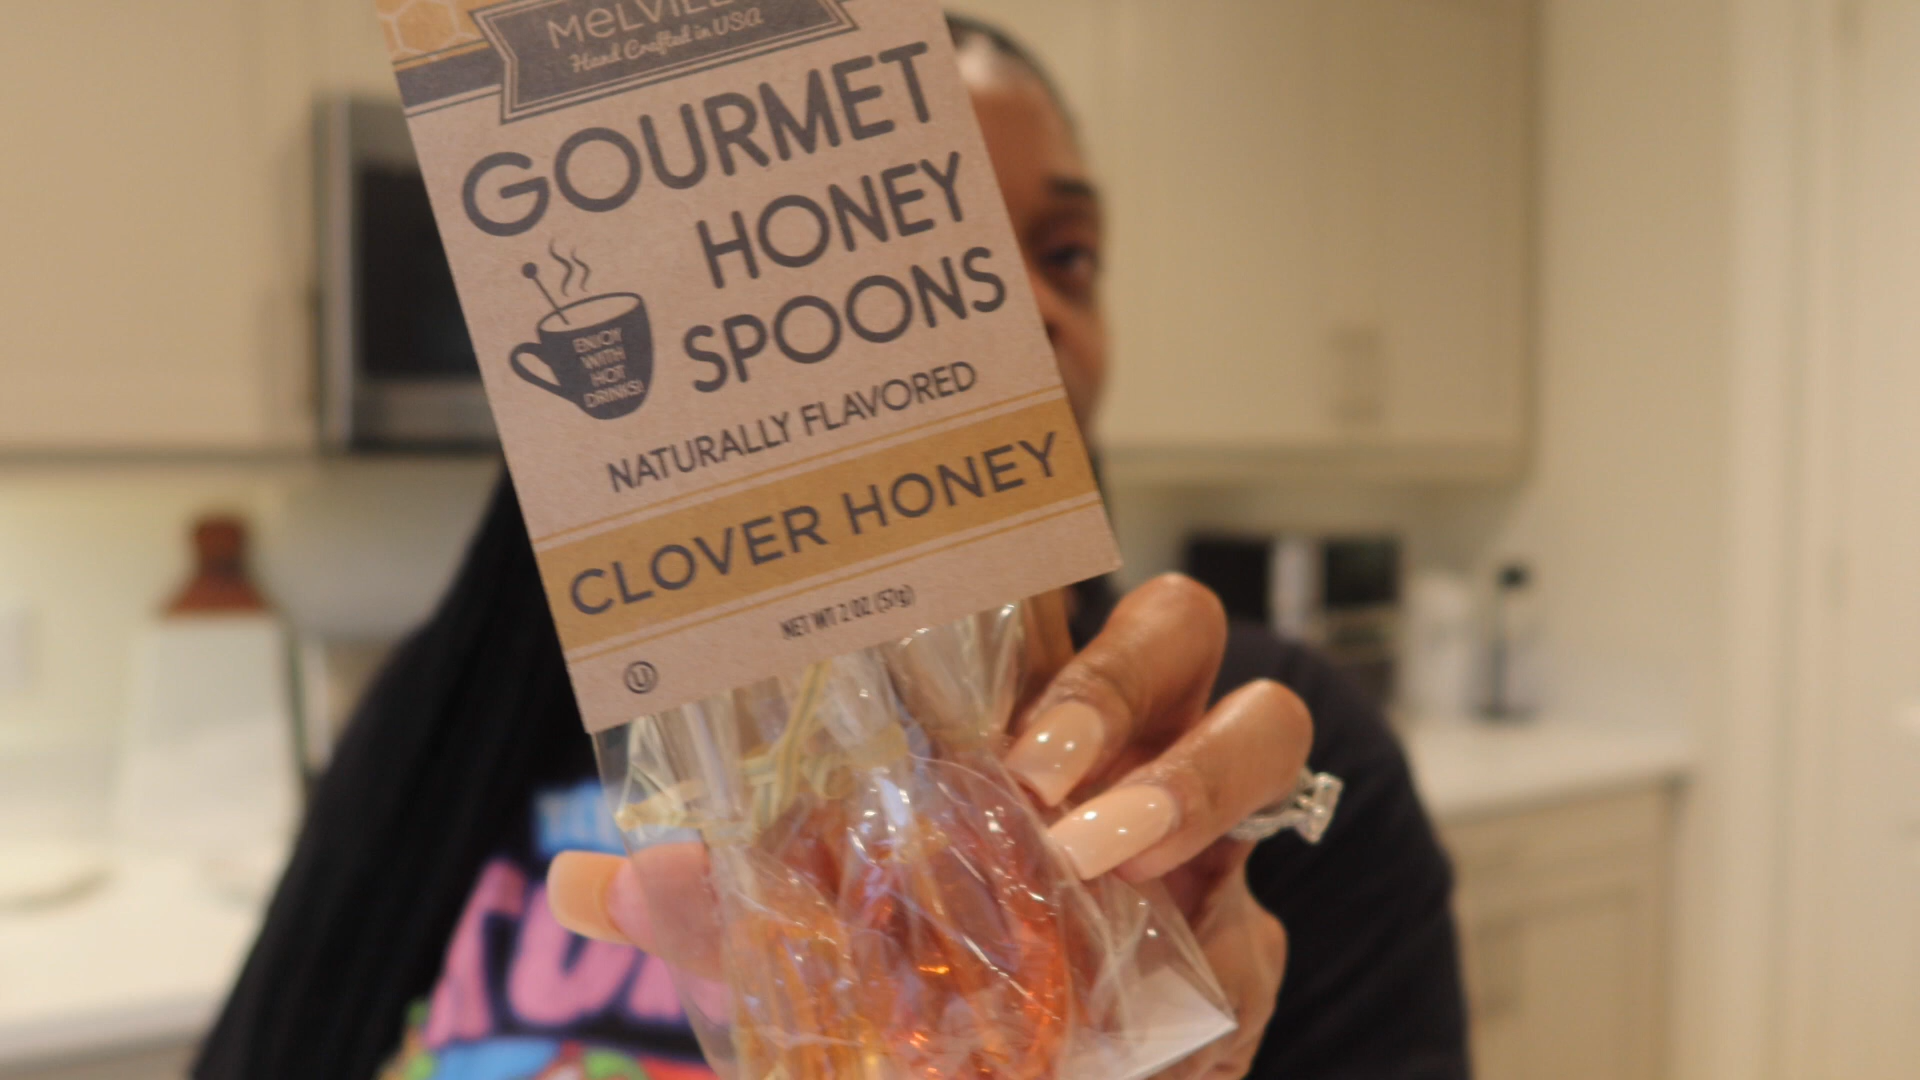 MeLVILLE
Hand Crafted in USA
GOURMET
HONEY
SPOONS
ENJOY
WITH
HOT
DRINKS!
NATURALLY FLAVORED
CLOVER HONEY
NET WT 2 OZ (57g)
U